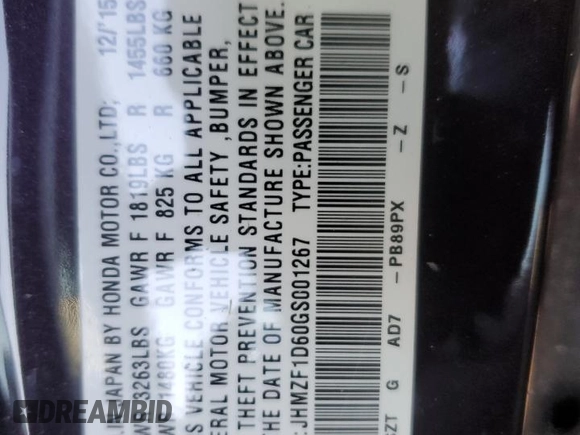 JAPAN BY HONDA MOTOR CO.,LTD; 12/'15
3263LBS GAWR F 1819LBS R 1455LBS
1480KG GAWR F 825 KG R 660 KG
S VEHICLE CONFORMS TO ALL APPLICABLE
ERAL MOTOR VEHICLE SAFETY ,BUMPER,
THEFT PREVENTION STANDARDS IN EFFECT
THE DATE OF MANUFACTURE SHOWN ABOVE.
:JHMZF1D60GS001267 TYPE:PASSENGER CAR
ZT G AD7 -PB89PX -Z -S
DREAMBID